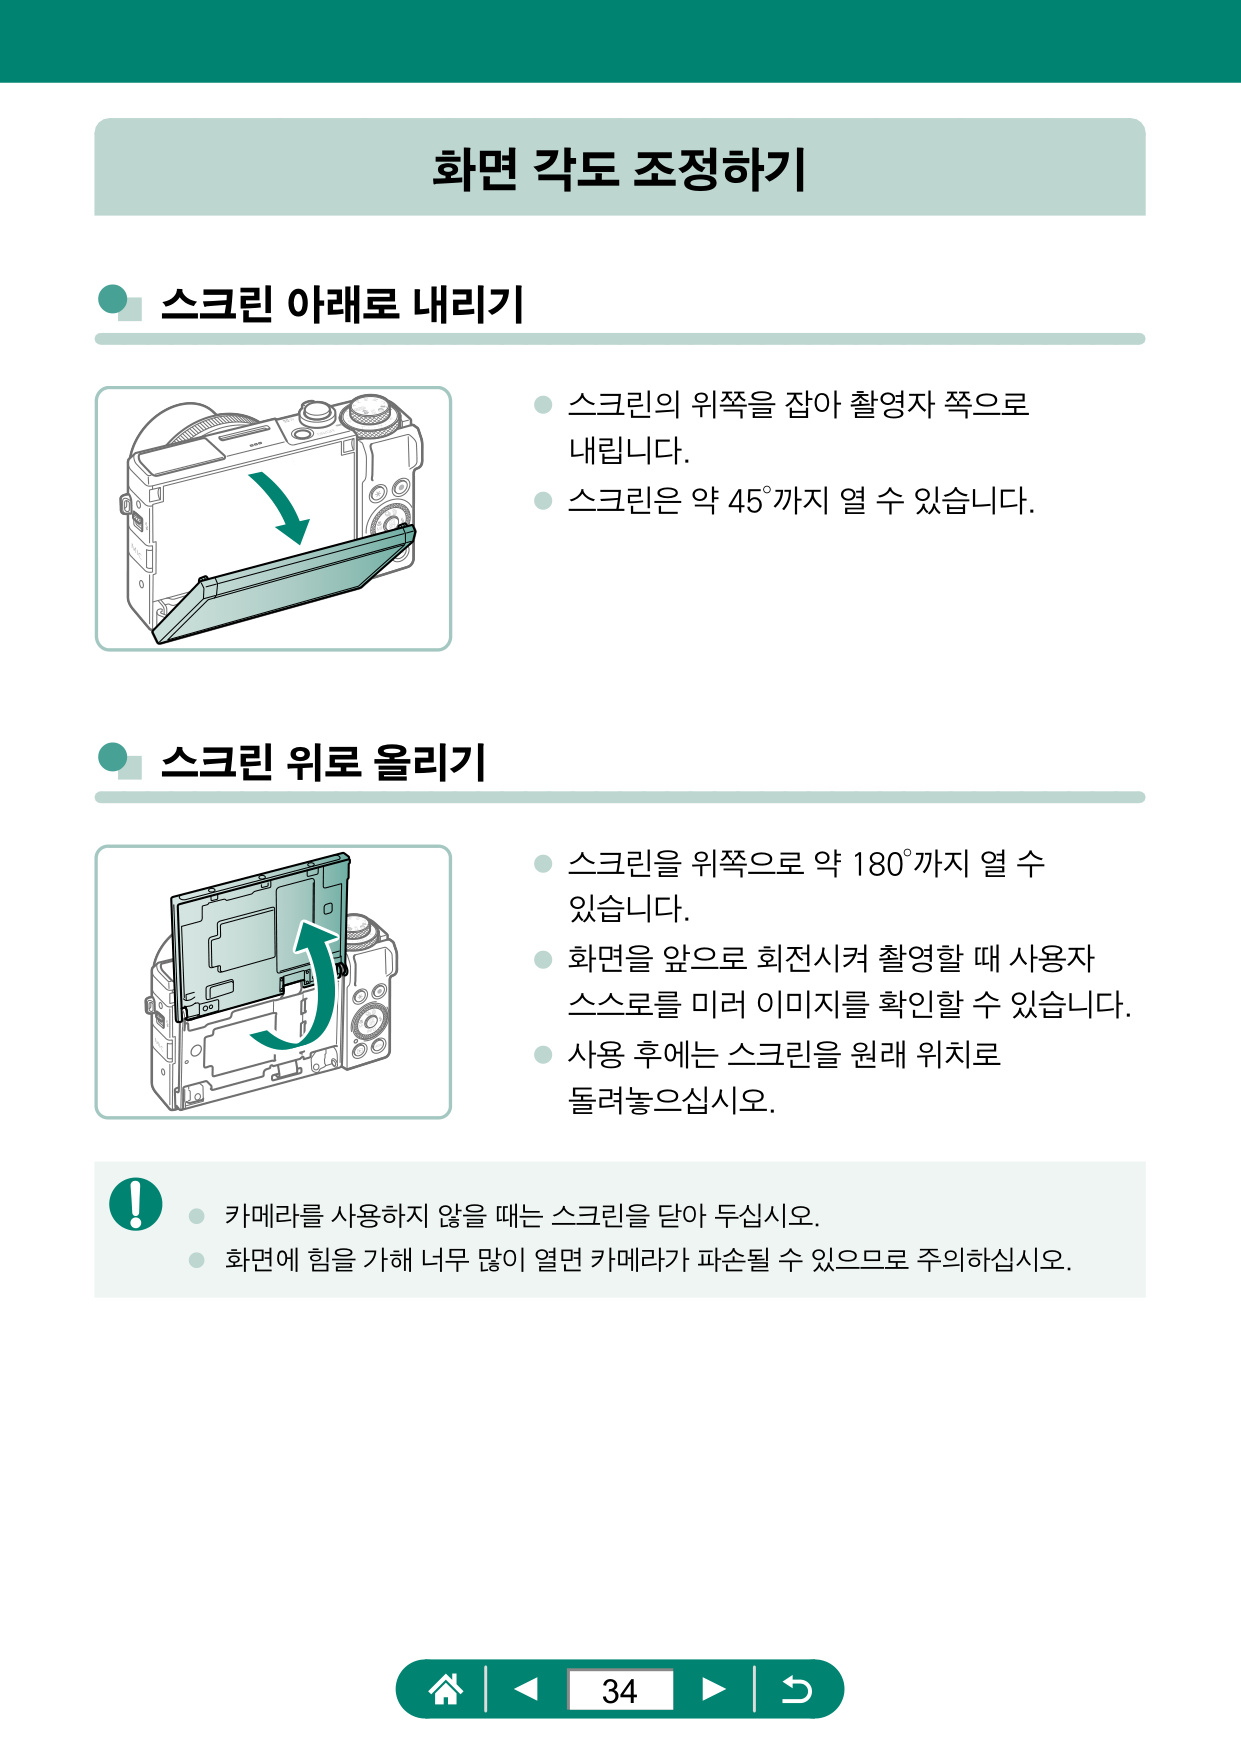 화면 각도 조정하기
스크린 아래로 내리기
스크린의 위쪽을 잡아 촬영자 쪽으로
내립니다.
스크린은 약 45°까지 열 수 있습니다.
스크린 위로 올리기
스크린을 위쪽으로 약 180°까지 열 수
있습니다.
화면을 앞으로 회전시켜 촬영할 때 사용자
스스로를 미러 이미지를 확인할 수 있습니다.
사용 후에는 스크린을 원래 위치로
돌려놓으십시오.
카메라를 사용하지 않을 때는 스크린을 닫아 두십시오.
화면에 힘을 가해 너무 많이 열면 카메라가 파손될 수 있으므로 주의하십시오.
34